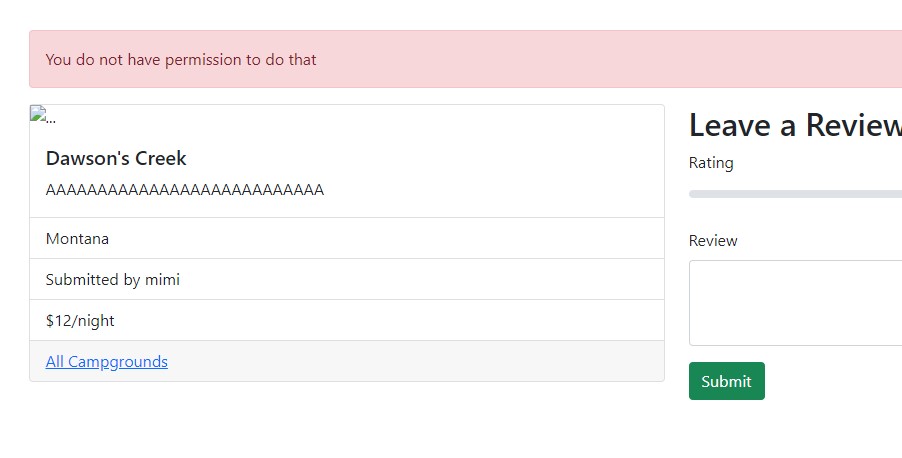 You do not have permission to do that
...
Dawson's Creek
AAAAAAAAAAAAAAAAAAAAAAAAAAA
Montana
Submitted by mimi
$12/night
All Campgrounds
Leave a Review
Rating
Review
Submit